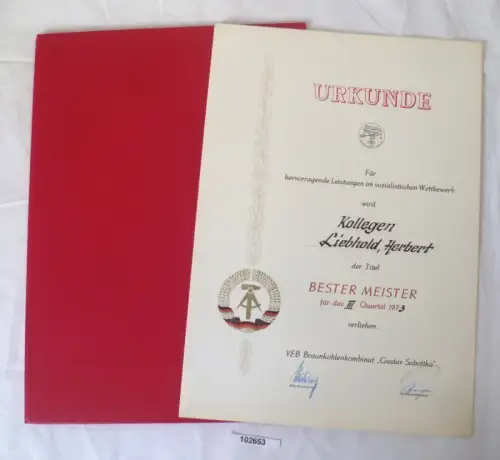 URKUNDE
Für
hervorragende Leistungen im sozialistischen Wettbewerb
wird
Kollegen
Liebhold, Herbert
der Titel
BESTER MEISTER
für das III Quartal 1973
verliehen
VEB Braunkohlenkombinat „Gustav Sobottka"
102653